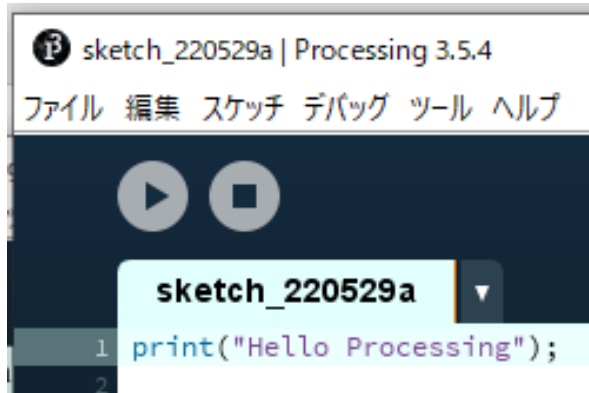 sketch_220529a | Processing 3.5.4
ファイル 編集 スケッチ デバッグ ツール ヘルプ
sketch_220529a
1 print("Hello Processing");
2